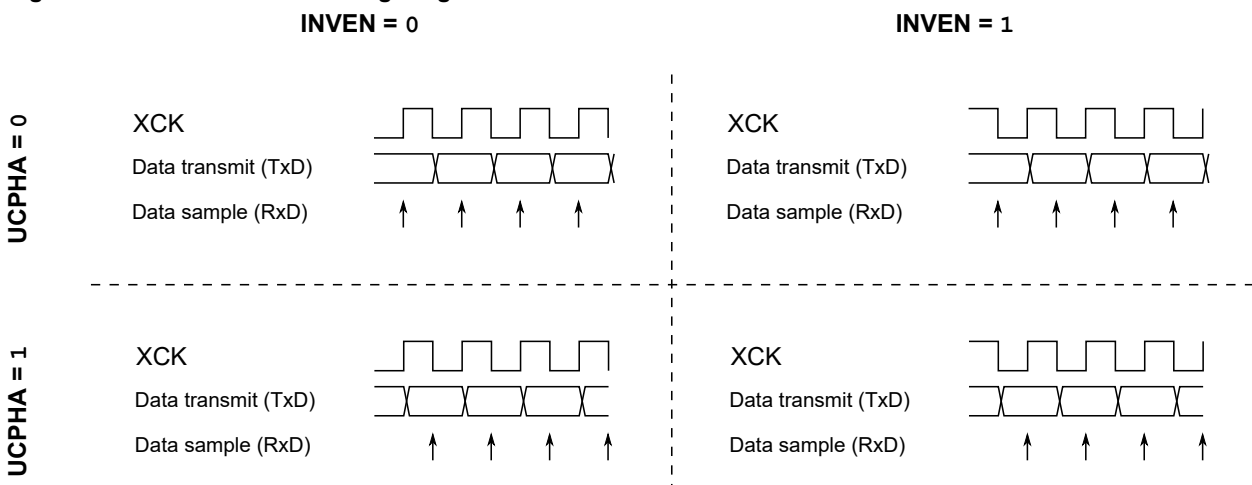 INVEN = 0
INVEN = 1
UCPHA = 0
XCK
Data transmit (TxD)
Data sample (RxD)
XCK
Data transmit (TxD)
Data sample (RxD)
UCPHA = 1
XCK
Data transmit (TxD)
Data sample (RxD)
XCK
Data transmit (TxD)
Data sample (RxD)